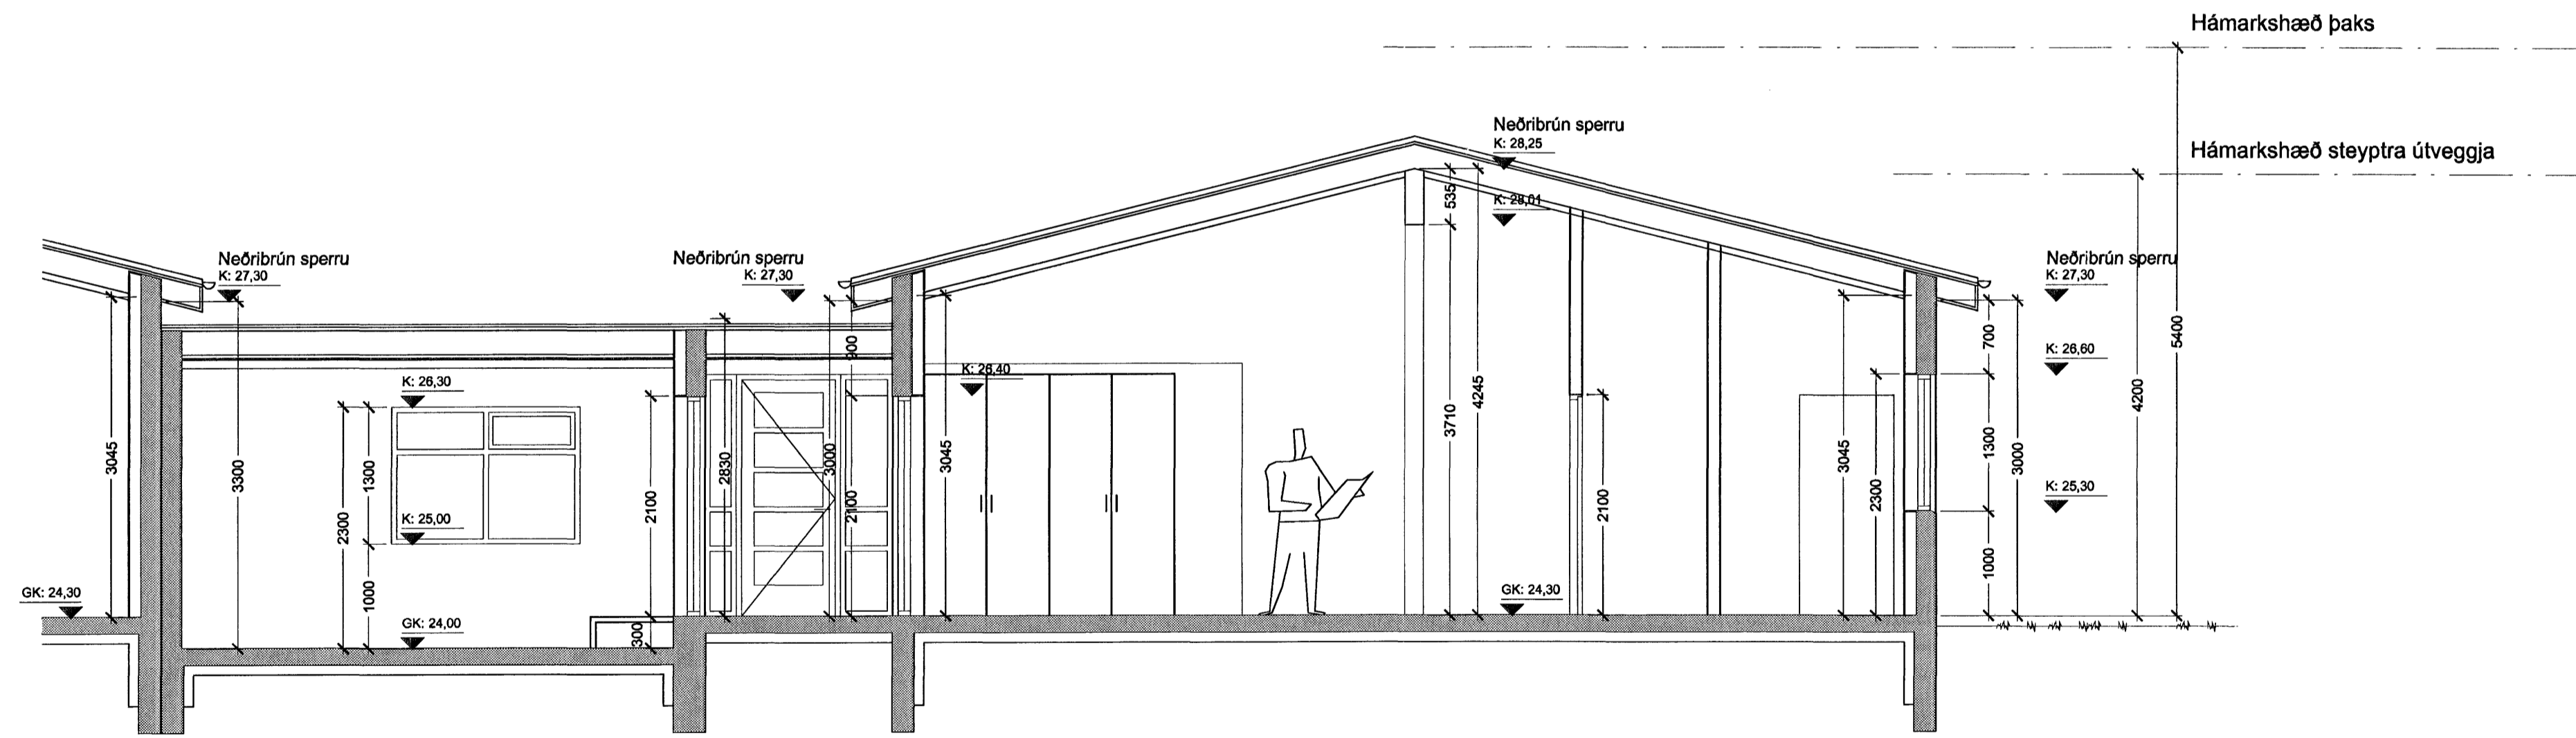 Hámarkshæð þaks
Neðribrún sperru
K: 28,25
Hámarkshæð steyptra útveggja
535
K: 28,01
Neðribrún sperru
K: 27,30
Neðribrún sperru
K: 27,30
Neðribrún sperru
K: 27,30
700
5400
900
K: 26,60
K: 26,40
K: 26,30
4245
4200
3710
3045
3300
1300
2830
3000
3045
3045
1300
3000
K: 25,30
2300
K: 25,00
2100
2100
2100
2300
1000
1000
GK: 24,30
GK: 24,30
GK: 24,00
300